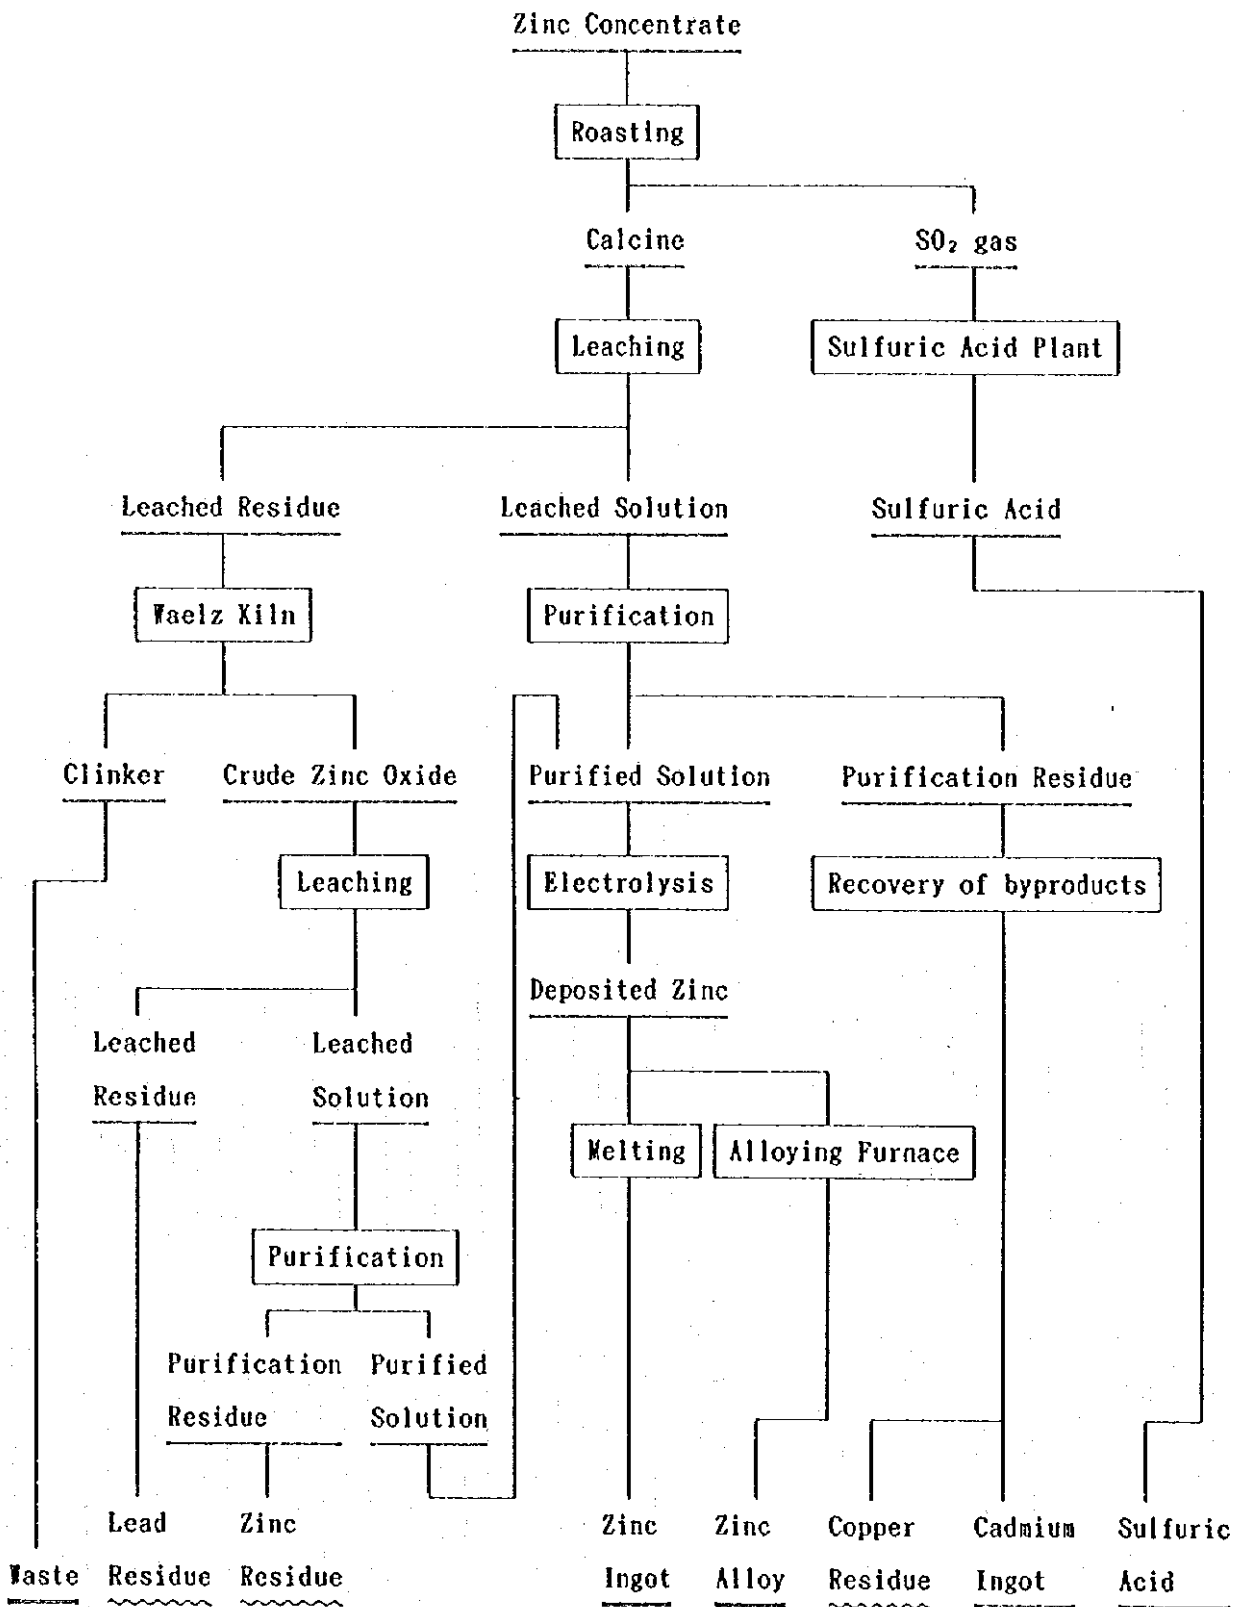 Zinc Concentrate
Roasting
Calcine
SO₂ gas
Leaching
Sulfuric Acid Plant
Leached Residue
Leached Solution
Sulfuric Acid
Waelz Kiln
Purification
Clinker
Crude Zinc Oxide
Purified Solution
Purification Residue
Leaching
Electrolysis
Recovery of byproducts
Deposited Zinc
Leached
Residue
Leached
Solution
Melting
Alloying Furnace
Purification
Purification
Residue
Purified
Solution
Waste
Lead
Residue
Zinc
Residue
Zinc
Ingot
Zinc
Alloy
Copper
Residue
Cadmium
Ingot
Sulfuric
Acid